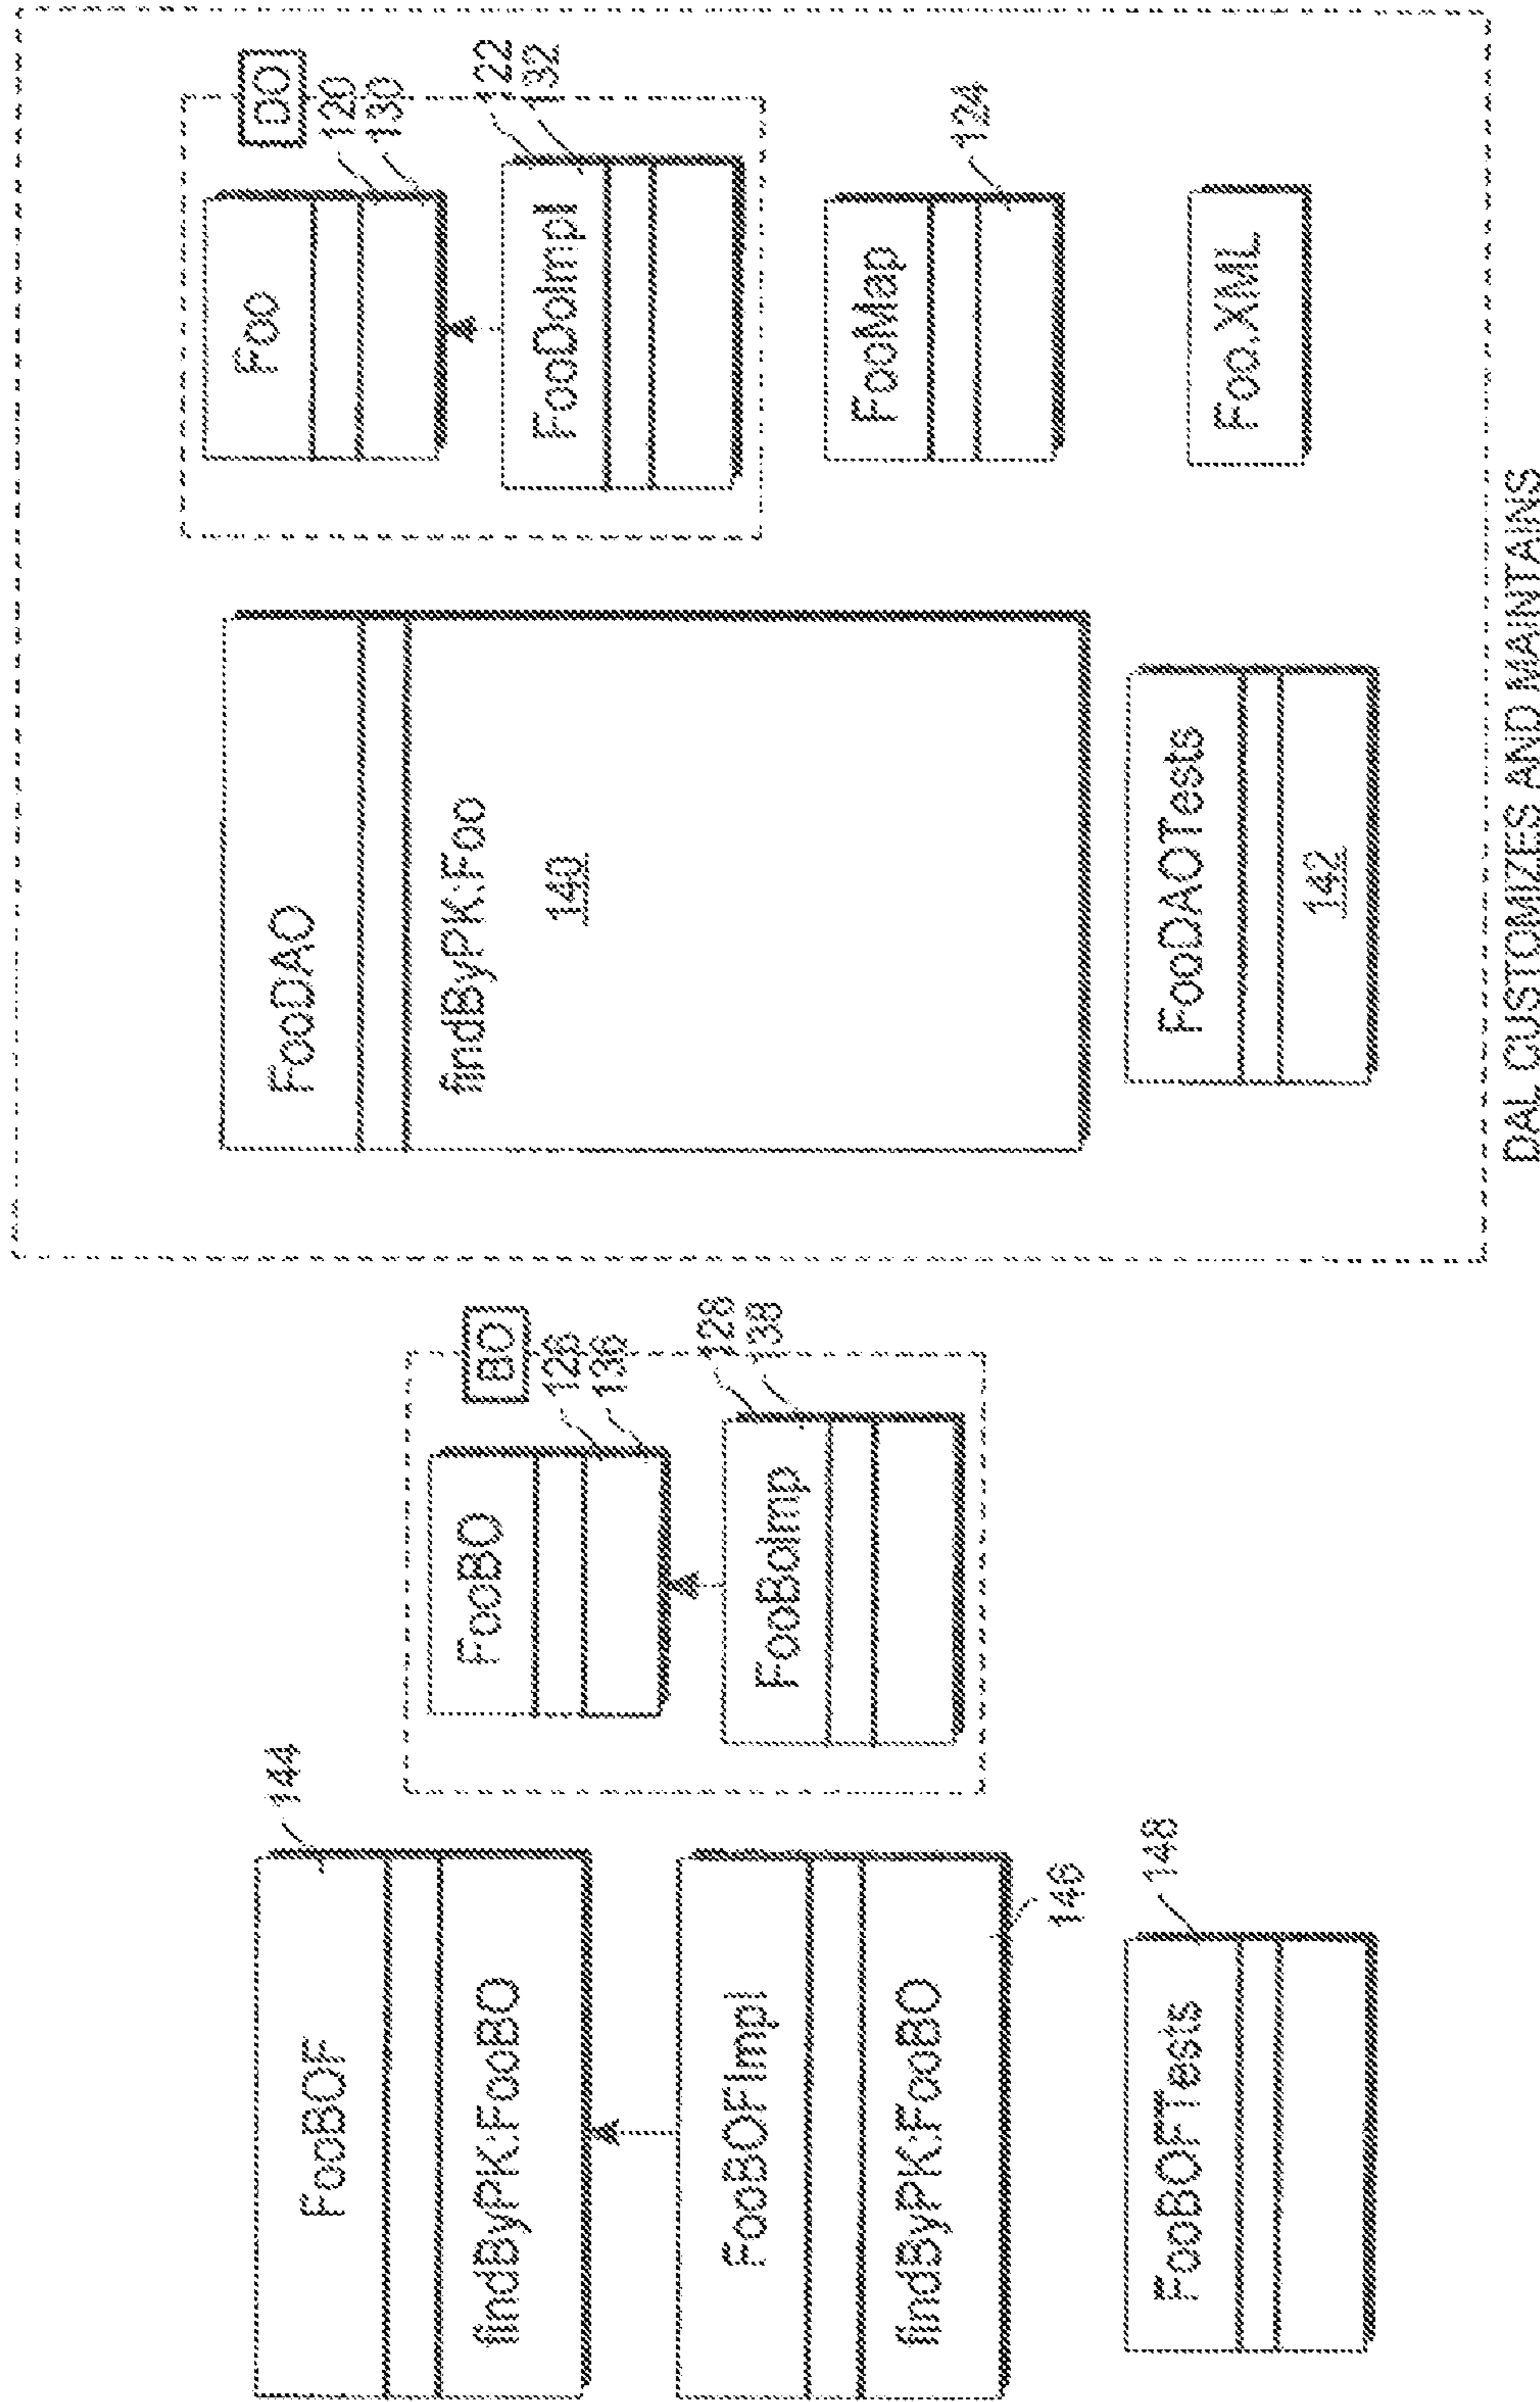 FooBOF
144
findByPK:FooBO
FooBOFImpl
findByPK:FooBO
146
FooBOFTests
148
BO
FooBO
126
136
FooBoImp
128
138
FooDAO
findByPK:Foo
140
FooDAOTests
142
DO
Foo
120
130
FooDoImpl
122
132
FooMap
124
Foo.XML
DAL CUSTOMIZES AND MAINTAINS